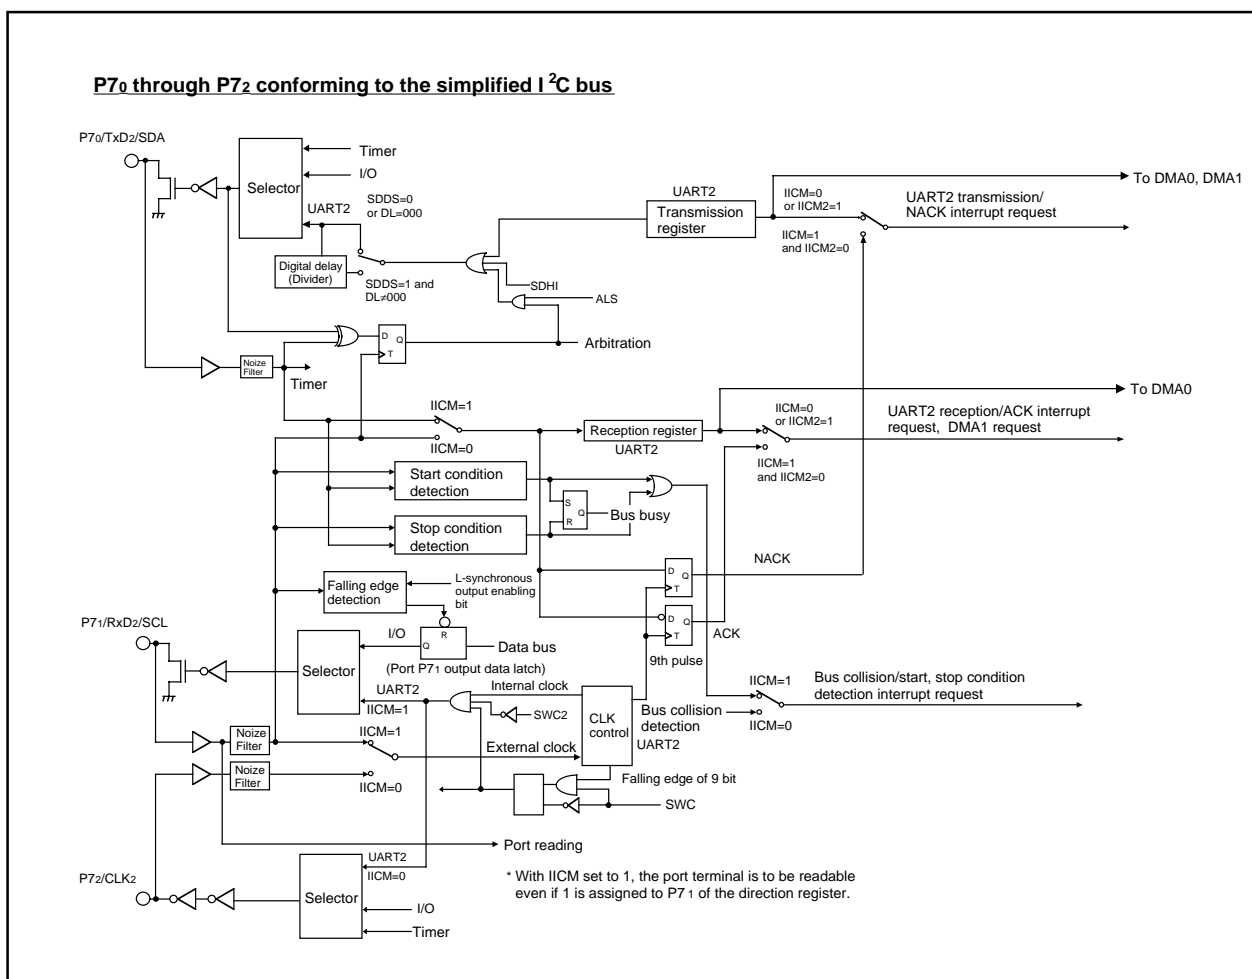 P70 through P72 conforming to the simplified I 2C bus
P70/TxD2/SDA
Timer
I/O
Selector
UART2
SDDS=0
or DL=000
Digital delay
(Divider)
SDDS=1 and
DL≠000
UART2
Transmission
register
SDHI
ALS
To DMA0, DMA1
IICM=0
or IICM2=1
UART2 transmission/
NACK interrupt request
IICM=1
and IICM2=0
D
Q
T
Arbitration
Noize
Filter
Timer
To DMA0
IICM=1
IICM=0
Reception register
UART2
IICM=0
or IICM2=1
UART2 reception/ACK interrupt
request, DMA1 request
IICM=1
and IICM2=0
Start condition
detection
S
Q
R
Bus busy
Stop condition
detection
NACK
D
Q
T
Falling edge
detection
L-synchronous
output enabling
bit
D
Q
T
ACK
9th pulse
P71/RxD2/SCL
I/O
R
Q
Data bus
(Port P71 output data latch)
Selector
UART2
IICM=1
Internal clock
SWC2
CLK
control
UART2
Bus collision
detection
IICM=1
IICM=0
Bus collision/start, stop condition
detection interrupt request
Noize
Filter
IICM=1
External clock
Noize
Filter
IICM=0
Falling edge of 9 bit
SWC
Port reading
P72/CLK2
UART2
IICM=0
Selector
I/O
Timer
* With IICM set to 1, the port terminal is to be readable
even if 1 is assigned to P71 of the direction register.